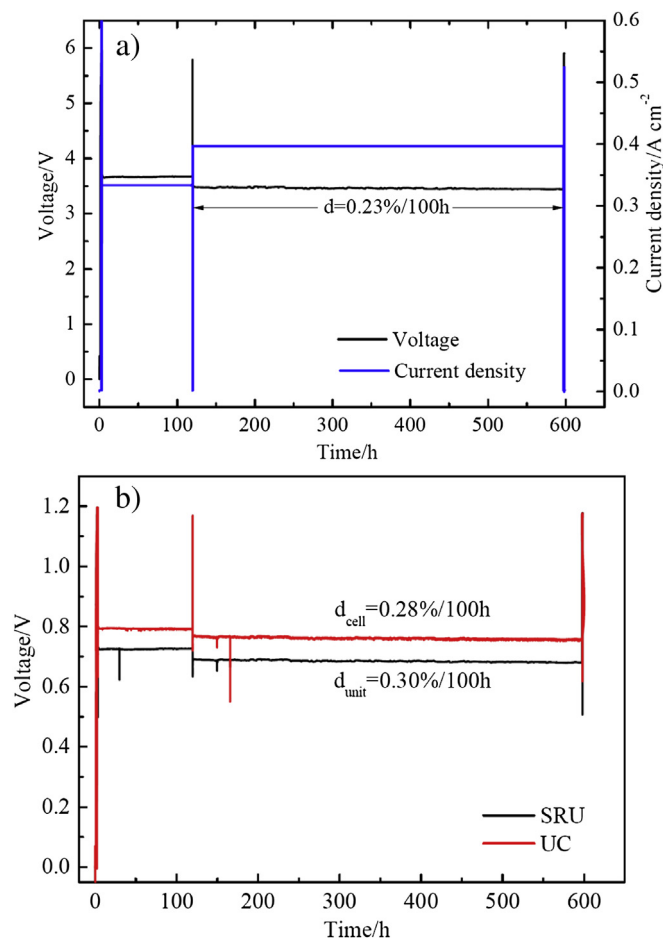 a)
6
5
4
3
2
1
0
Voltage/V
0.6
0.5
0.4
0.3
0.2
0.1
0.0
Current density/A cm-2
d=0.23%/100h
Voltage
Current density
0 100 200 300 400 500 600
Time/h
b)
1.2
1.0
0.8
0.6
0.4
0.2
0.0
Voltage/V
dcell=0.28%/100h
dunit=0.30%/100h
SRU
UC
0 100 200 300 400 500 600
Time/h